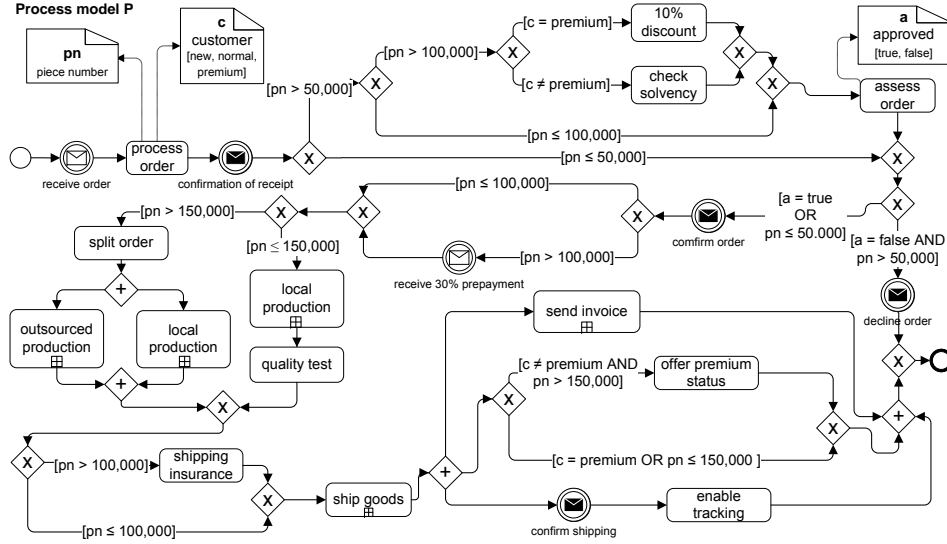 Process model P
pn
piece number
c
customer
[new, normal,
premium]
[pn > 50,000]
[pn > 100,000]
X
X
[c = premium]
10%
discount
[c ≠ premium]
check
solvency
X
X
[pn ≤ 100,000]
a
approved
[true, false]
assess
order
receive order
process
order
confirmation of receipt
X
[pn ≤ 50,000]
X
X
[a = true
OR
pn ≤ 50.000]
[a = false AND
pn > 50,000]
decline order
comfirm order
X
[pn ≤ 100,000]
[pn > 100,000]
receive 30% prepayment
X
X
[pn > 150,000]
[pn ≤ 150,000]
split order
+
outsourced
production
local
production
+
local
production
quality test
X
X
[pn > 100,000]
shipping
insurance
[pn ≤ 100,000]
X
ship goods
+
send invoice
X
[c ≠ premium AND
pn > 150,000]
offer premium
status
[c = premium OR pn ≤ 150,000 ]
X
confirm shipping
enable
tracking
+
X